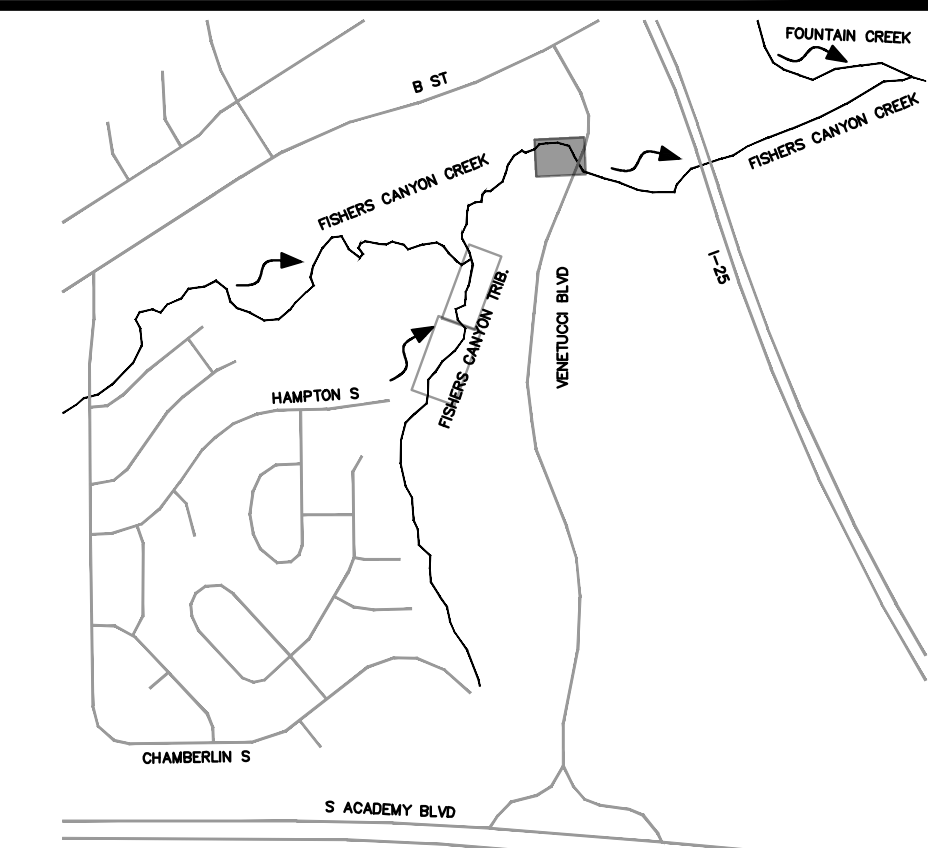 FOUNTAIN CREEK
B ST
FISHERS CANYON CREEK
FISHERS CANYON CREEK
I-25
FISHERS CANYON TRIB.
VENETUCCI BLVD
HAMPTON S
CHAMBERLIN S
S ACADEMY BLVD